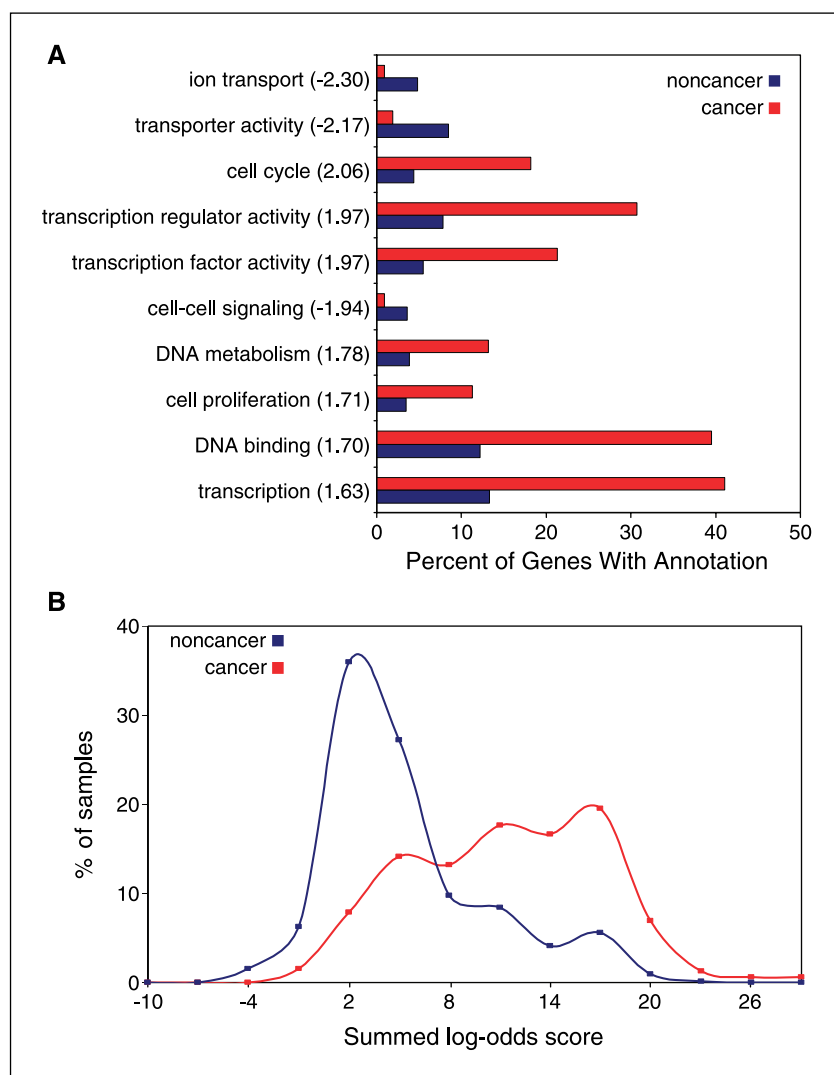 A
noncancer
cancer
ion transport (-2.30)
transporter activity (-2.17)
cell cycle (2.06)
transcription regulator activity (1.97)
transcription factor activity (1.97)
cell-cell signaling (-1.94)
DNA metabolism (1.78)
cell proliferation (1.71)
DNA binding (1.70)
transcription (1.63)
0 10 20 30 40 50
Percent of Genes With Annotation
B
noncancer
cancer
40
30
20
10
0
% of samples
-10 -4 2 8 14 20 26
Summed log-odds score